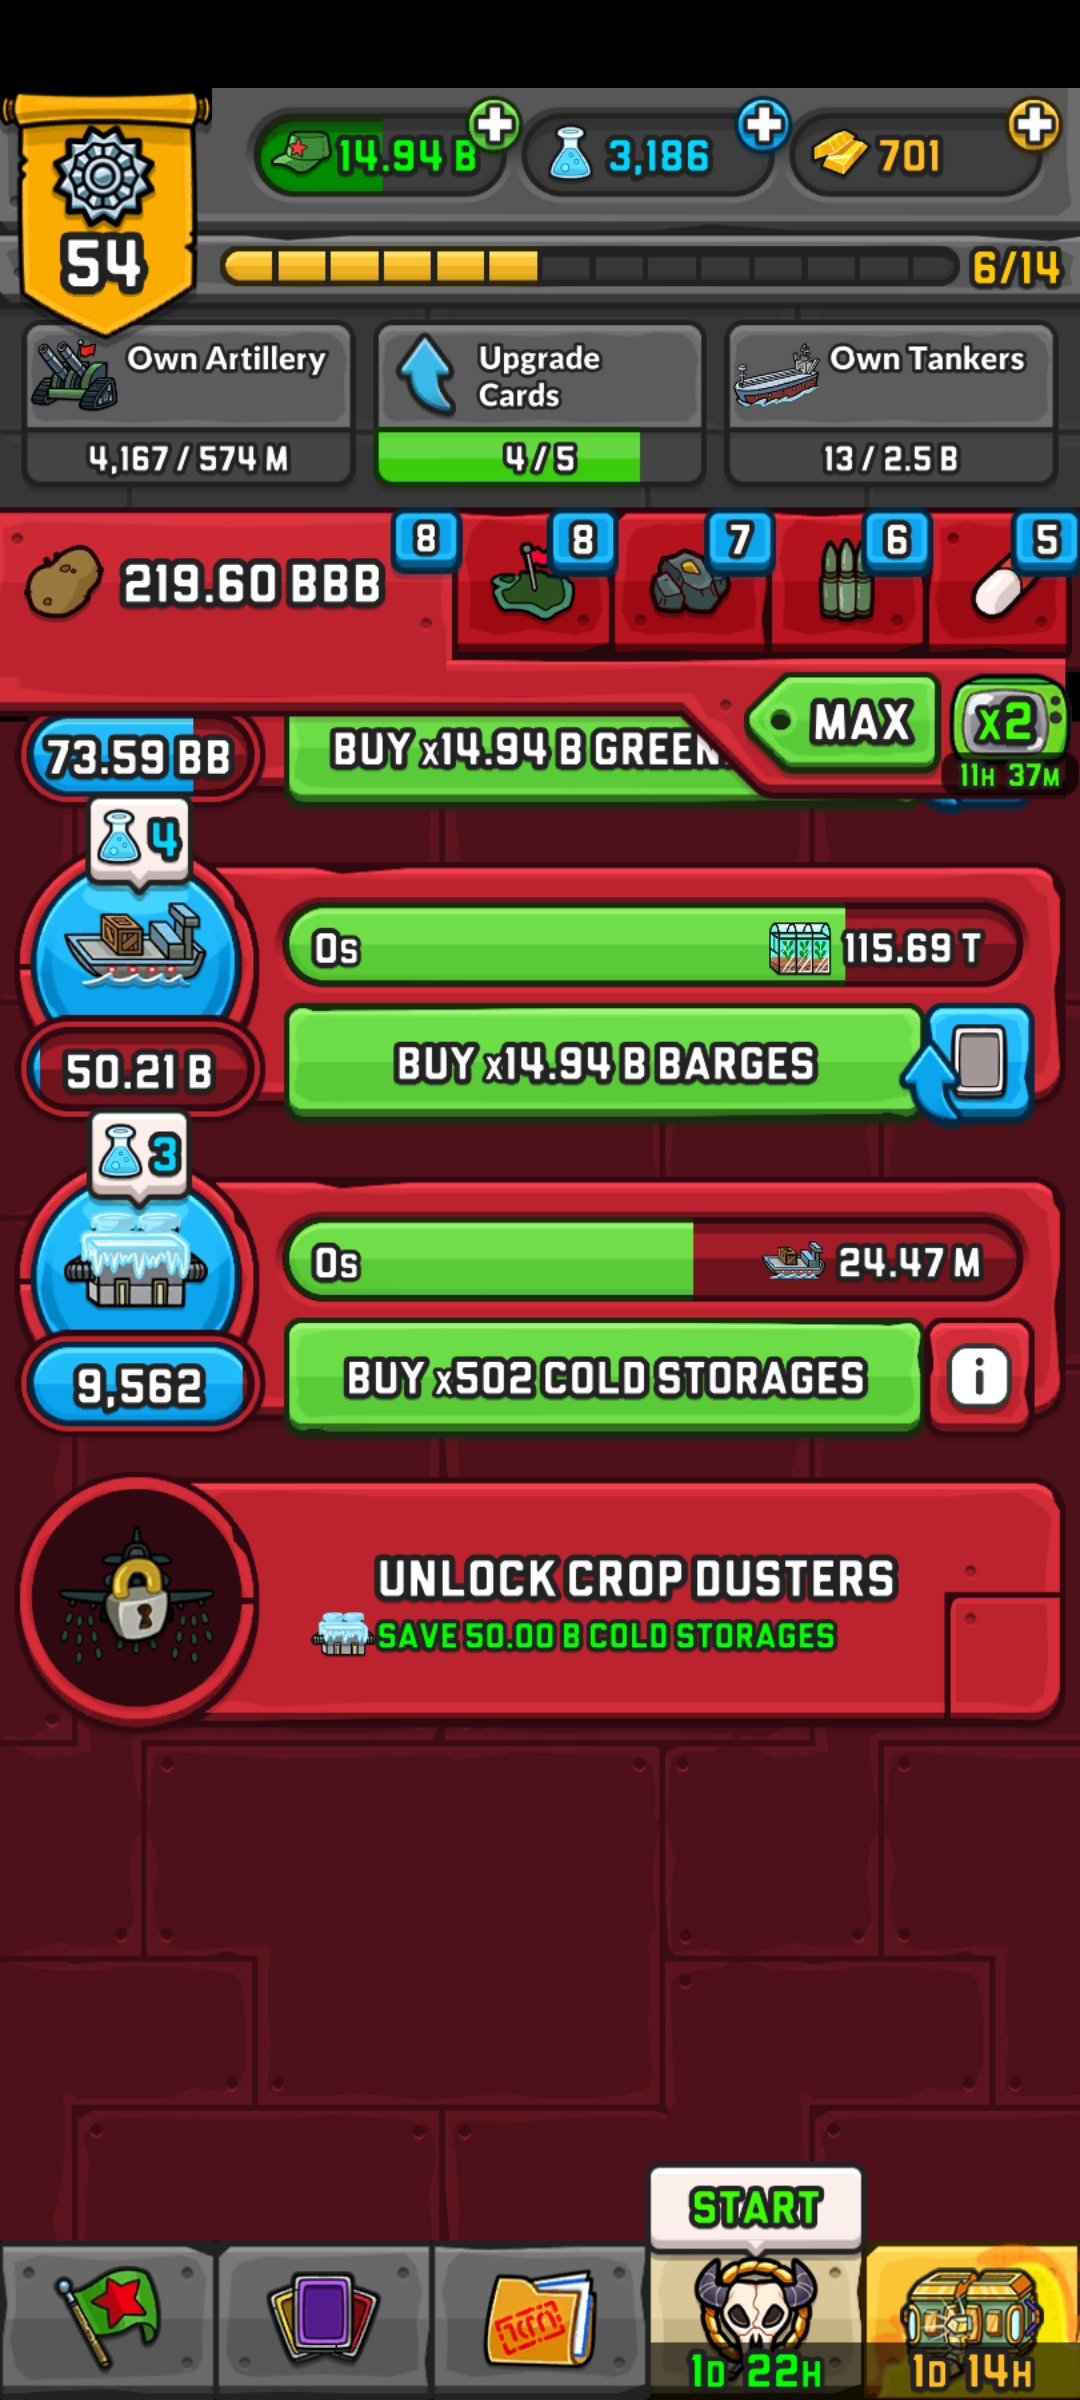 14.94 B
3,186
701
54
6/14
Own Artillery
4,167 / 574 M
Upgrade
Cards
4 / 5
Own Tankers
13 / 2.5 B
219.60 BBB
8
8
7
6
5
MAX
x2
11H 37M
73.59 BB
BUY x14.94 B GREEN
4
0s
115.69 T
50.21 B
BUY x14.94 B BARGES
3
0s
24.47 M
9,562
BUY x502 COLD STORAGES
i
UNLOCK CROP DUSTERS
SAVE 50.00 B COLD STORAGES
START
1D 22H
1D 14H